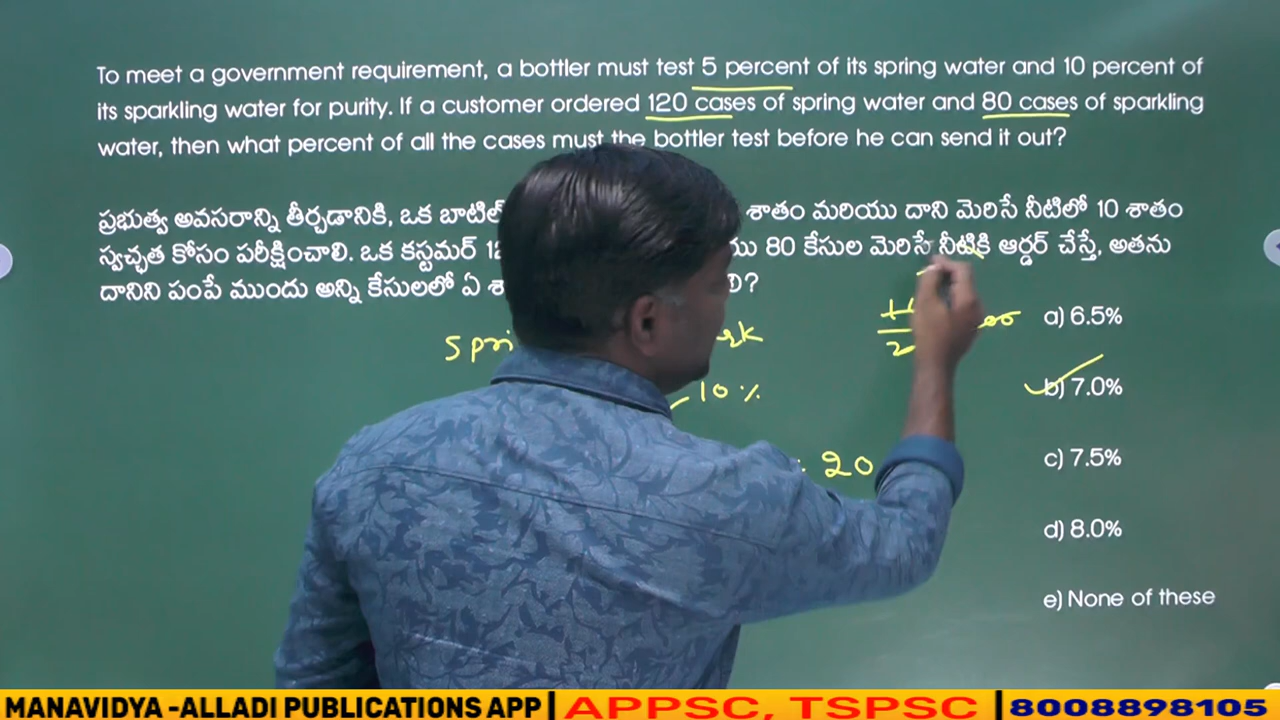 To meet a government requirement, a bottler must test 5 percent of its spring water and 10 percent of
its sparkling water for purity. If a customer ordered 120 cases of spring water and 80 cases of sparkling
water, then what percent of all the cases must the bottler test before he can send it out?
ప్రభుత్వ అవసరాన్ని తీర్చడానికి, ఒక బాటిల్ శాతం మరియు దాని మెరిసే నీటిలో 10 శాతం
స్వచ్ఛత కోసం పరీక్షించాలి. ఒక కస్టమర్ 80 కేసుల మెరిసే నీటికి ఆర్డర్ చేస్తే, అతను
దానిని పంపే ముందు అన్ని కేసులలో ఏ
a) 6.5%
b) 7.0%
10 %
c) 7.5%
20
d) 8.0%
e) None of these
MANAVIDYA -ALLADI PUBLICATIONS APP APPSC, TSPSC 8008898105